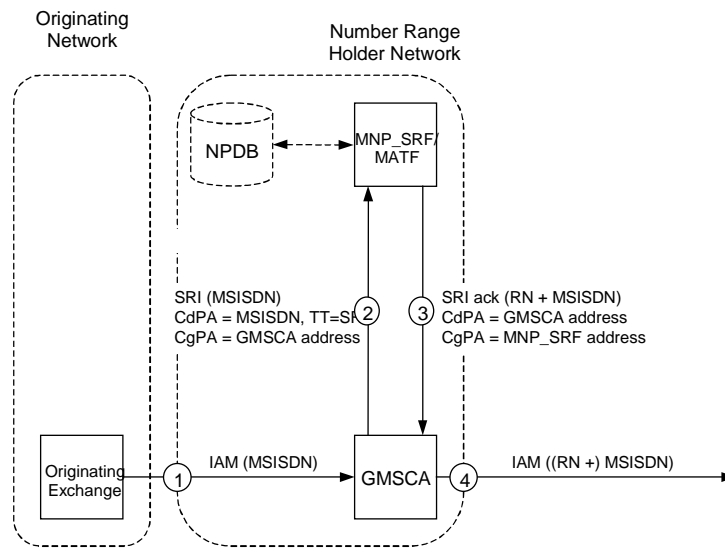 Originating
Network
Number Range
Holder Network
NPDB
MNP_SRF/
MATF
SRI (MSISDN)
CdPA = MSISDN, TT=SF
CgPA = GMSCA address
2
3
SRI ack (RN + MSISDN)
CdPA = GMSCA address
CgPA = MNP_SRF address
Originating
Exchange
1
IAM (MSISDN)
GMSCA
4
IAM ((RN +) MSISDN)